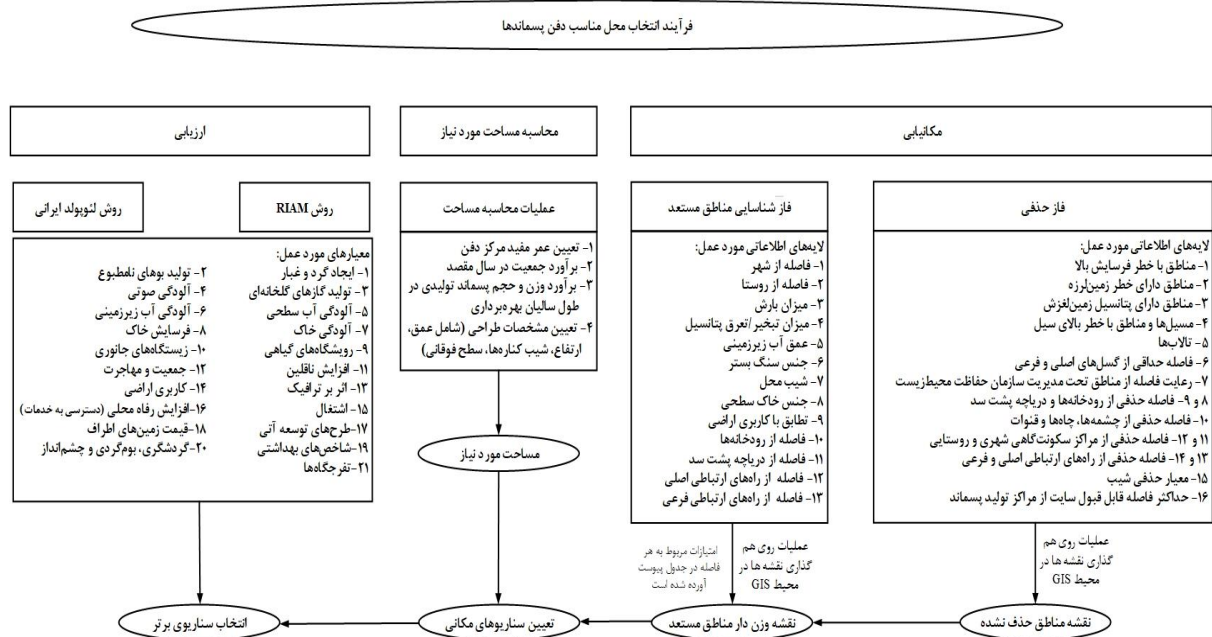 فرآیند انتخاب محل مناسب دفن پسماندها
مکانیابی
محاسبه مساحت مورد نیاز
ارزیابی
فاز حذفی
لایه‌های اطلاعاتی مورد عمل:
۱- مناطق با خطر فرسایش بالا
۲- مناطق دارای خطر زمین‌لرزه
۳- مناطق دارای پتانسیل زمین‌لغزش
۴- مسیل‌ها و مناطق با خطر بالای سیل
۵- تالاب‌ها
۶- فاصله حداقلی از گسل‌های اصلی و فرعی
۷- رعایت فاصله از مناطق تحت مدیریت سازمان حفاظت محیط‌زیست
۸ و ۹- فاصله حذفی از رودخانه‌ها و دریاچه پشت سد
۱۰- فاصله حذفی از چشمه‌ها، چاه‌ها و قنوات
۱۱ و ۱۲- فاصله حذفی از مراکز سکونت‌گاهی شهری و روستایی
۱۳ و ۱۴- فاصله حذفی از راه‌های ارتباطی اصلی و فرعی
۱۵- معیار حذفی شیب
۱۶- حداکثر فاصله قابل قبول سایت از مراکز تولید پسماند
عملیات روی هم
گذاری نقشه ها در
محیط GIS
نقشه مناطق حذف نشده
فاز شناسایی مناطق مستعد
لایه‌های اطلاعاتی مورد عمل:
۱- فاصله از شهر
۲- فاصله از روستا
۳- میزان بارش
۴- میزان تبخیر/تعرق پتانسیل
۵- عمق آب زیرزمینی
۶- جنس سنگ بستر
۷- شیب محل
۸- جنس خاک سطحی
۹- تطابق با کاربری اراضی
۱۰- فاصله از رودخانه‌ها
۱۱- فاصله از دریاچه پشت سد
۱۲- فاصله از راه‌های ارتباطی اصلی
۱۳- فاصله از راه‌های ارتباطی فرعی
عملیات روی هم
گذاری نقشه ها در
محیط GIS
امتیازات مربوط به هر
فاصله در جدول پیوست
آورده شده است
نقشه وزن دار مناطق مستعد
عملیات محاسبه مساحت
۱- تعیین عمر مفید مرکز دفن
۲- برآورد جمعیت در سال مقصد
۳- برآورد وزن و حجم پسماند تولیدی در
طول سالیان بهره‌برداری
۴- تعیین مشخصات طراحی (شامل عمق،
ارتفاع، شیب کناره‌ها، سطح فوقانی)
مساحت مورد نیاز
تعیین سناریوهای مکانی
روش RIAM
روش لئوپولد ایرانی
معیارهای مورد عمل:
۱- ایجاد گرد و غبار
۲- تولید بوهای نامطبوع
۳- تولید گازهای گلخانه‌ای
۴- آلودگی صوتی
۵- آلودگی آب سطحی
۶- آلودگی آب زیرزمینی
۷- آلودگی خاک
۸- فرسایش خاک
۹- رویشگاه‌های گیاهی
۱۰- زیستگاه‌های جانوری
۱۱- افزایش ناقلین
۱۲- جمعیت و مهاجرت
۱۳- اثر بر ترافیک
۱۴- کاربری اراضی
۱۵- اشتغال
۱۶-افزایش رفاه محلی (دسترسی به خدمات)
۱۷-طرح‌های توسعه آتی
۱۸- قیمت زمین‌های اطراف
۱۹-شاخص‌های بهداشتی
۲۰-گردشگری، بوم‌گردی و چشم‌انداز
۲۱-تفرجگاه‌ها
انتخاب سناریوی برتر